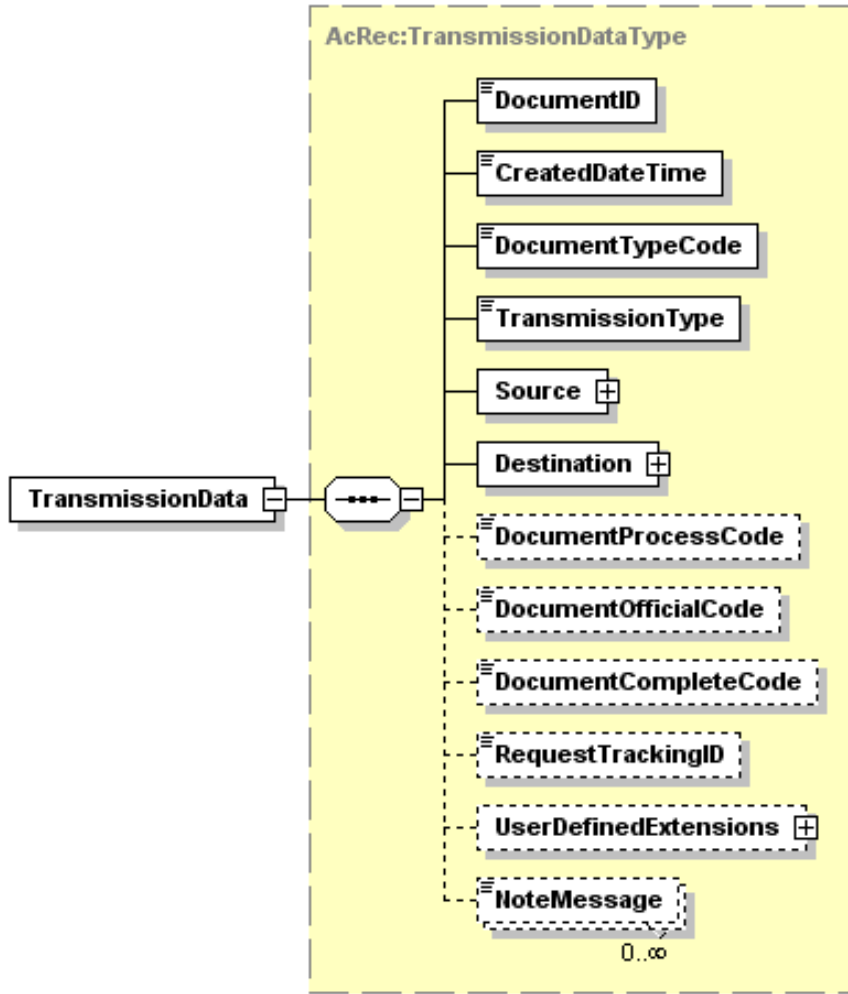 AcRec:TransmissionDataType
DocumentID
CreatedDateTime
DocumentTypeCode
TransmissionType
Source
Destination
TransmissionData
DocumentProcessCode
DocumentOfficialCode
DocumentCompleteCode
RequestTrackingID
UserDefinedExtensions
NoteMessage
0..∞